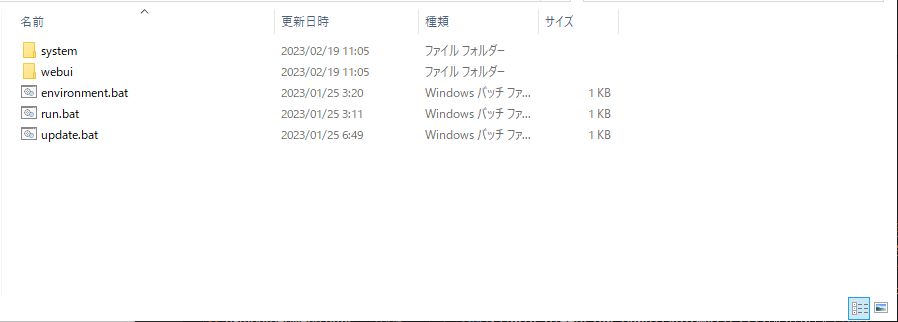 名前 更新日時 種類 サイズ
system 2023/02/19 11:05 ファイル フォルダー
webui 2023/02/19 11:05 ファイル フォルダー
environment.bat 2023/01/25 3:20 Windows バッチ ファ... 1 KB
run.bat 2023/01/25 3:11 Windows バッチ ファ... 1 KB
update.bat 2023/01/25 6:49 Windows バッチ ファ... 1 KB